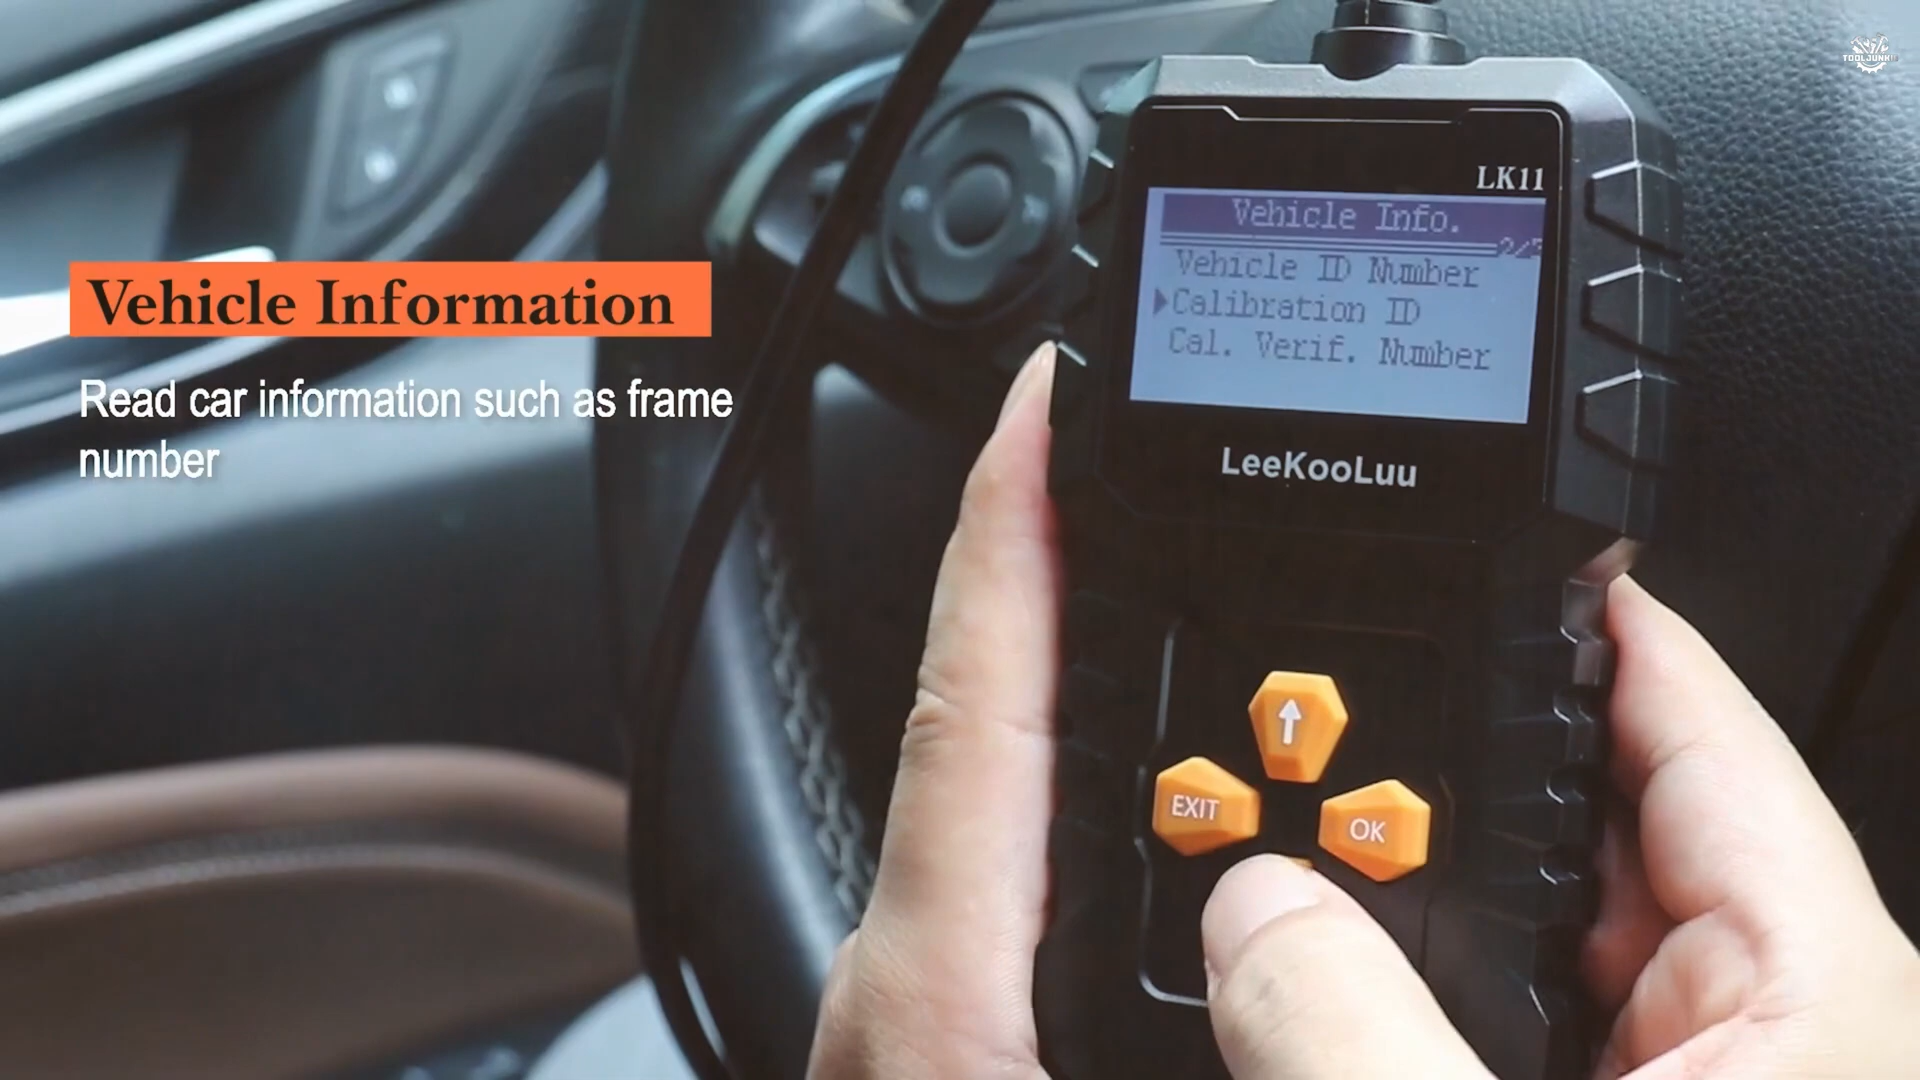 TOOLJUNKIE
LK11
Vehicle Info.
Vehicle ID Number
Calibration ID
Cal. Verif. Number
Vehicle Information
Read car information such as frame
number
LeeKooLuu
EXIT
OK